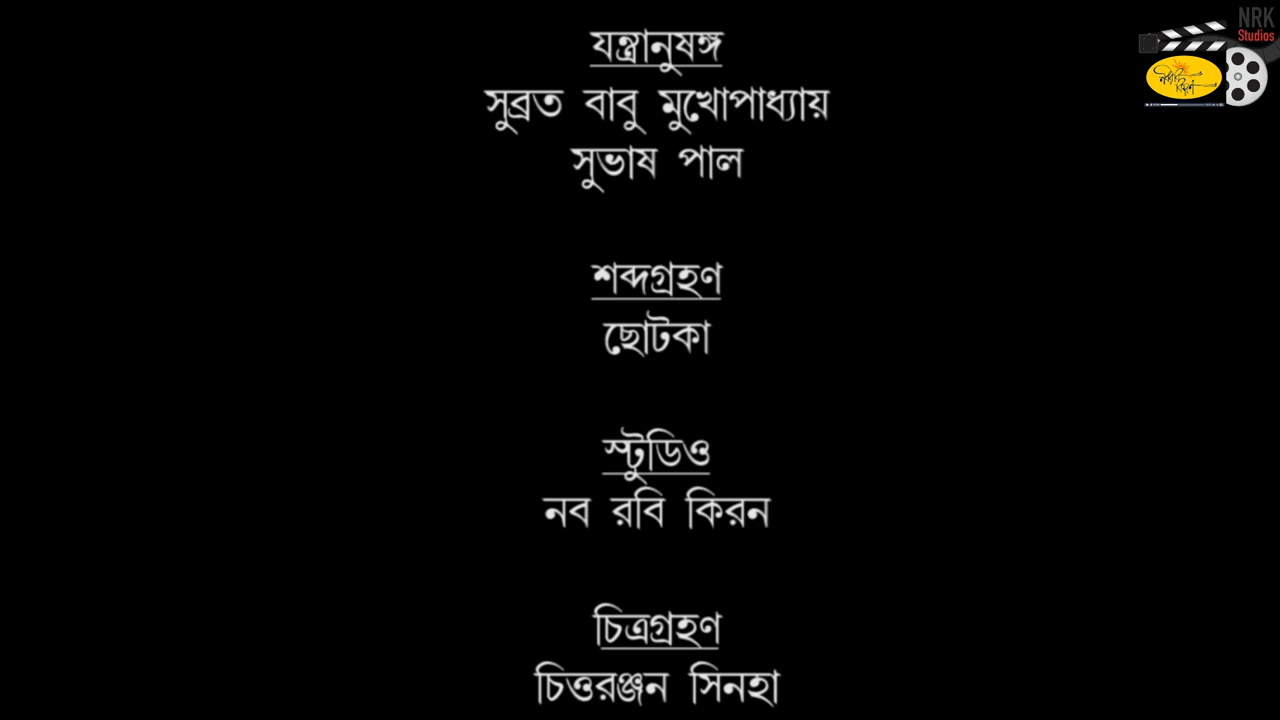 NRK
Studios
যন্ত্রানুষঙ্গ
সুব্রত বাবু মুখোপাধ্যায়
সুভাষ পাল
শব্দগ্রহণ
ছোটকা
স্টুডিও
নব রবি কিরন
চিত্রগ্রহণ
চিত্তরঞ্জন সিনহা